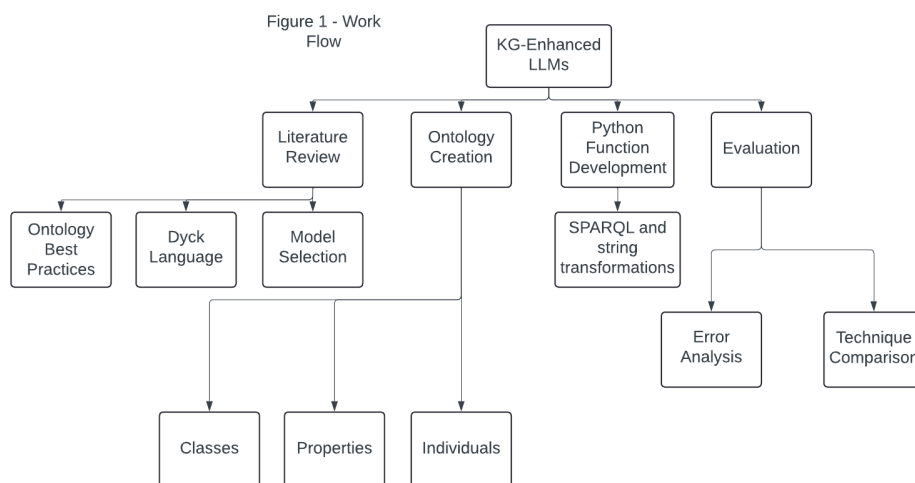 Figure 1 - Work
Flow
KG-Enhanced
LLMs
Literature
Review
Ontology
Creation
Python
Function
Development
Evaluation
Ontology
Best
Practices
Dyck
Language
Model
Selection
SPARQL and
string
transformations
Error
Analysis
Technique
Comparison
Classes
Properties
Individuals